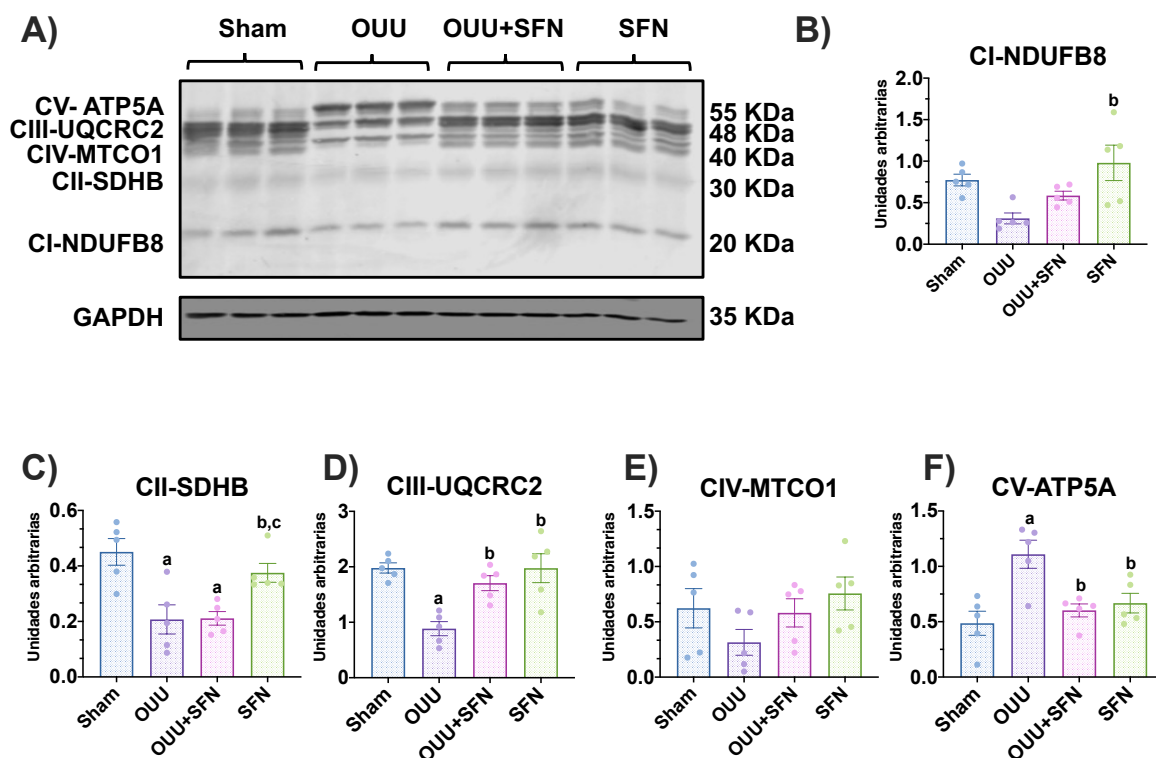 A)
Sham OUU OUU+SFN SFN
CV- ATP5A
CIII-UQCRC2
CIV-MTCO1
CII-SDHB
CI-NDUFB8
GAPDH
55 KDa
48 KDa
40 KDa
30 KDa
20 KDa
35 KDa
B)
CI-NDUFB8
Unidades arbitrarias
2.0
1.5
1.0
0.5
0.0
b
Sham OUU OUU+SFN SFN
C)
CII-SDHB
Unidades arbitrarias
0.6
0.4
0.2
0.0
a a b,c
Sham OUU OUU+SFN SFN
D)
CIII-UQCRC2
Unidades arbitrarias
3
2
1
0
a b b
Sham OUU OUU+SFN SFN
E)
CIV-MTCO1
Unidades arbitrarias
1.5
1.0
0.5
0.0
Sham OUU OUU+SFN SFN
F)
CV-ATP5A
Unidades arbitrarias
1.5
1.0
0.5
0.0
a b b
Sham OUU OUU+SFN SFN